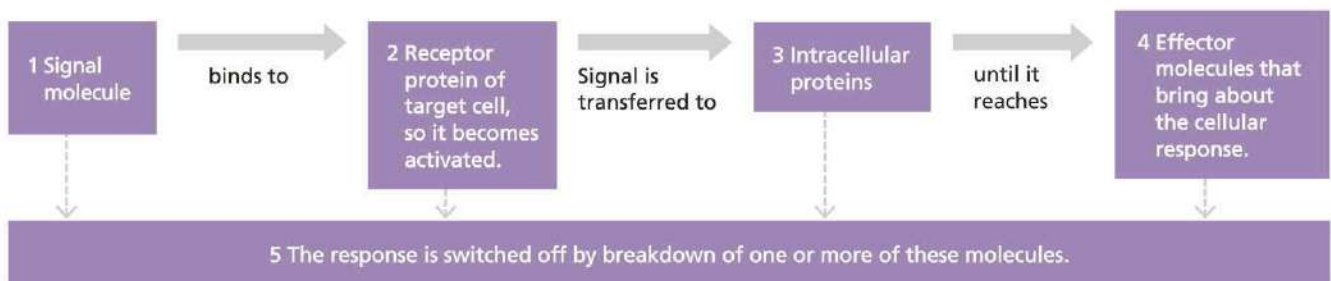 1 Signal
molecule
binds to
2 Receptor
protein of
target cell,
so it becomes
activated.
Signal is
transferred to
3 Intracellular
proteins
until it
reaches
4 Effector
molecules that
bring about
the cellular
response.
5 The response is switched off by breakdown of one or more of these molecules.